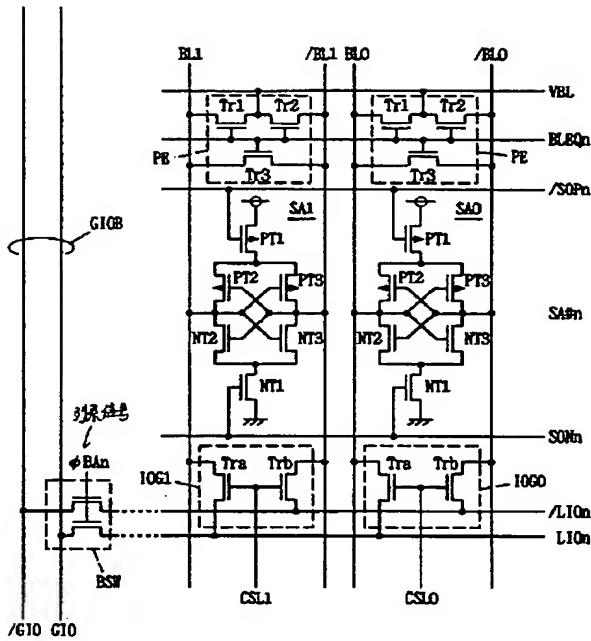 BL1 /BL1 BL0 /BL0
VBL
Tr1 Tr2 Tr1 Tr2
BLEQn
PE PE
Tr3 Tr3
/SOPn
GIOB
SA1 SA0
PT1 PT1
PT2 PT3 PT2 PT3
SA#n
NT2 NT3 NT2 NT3
NT1 NT1
SONn
φBAn
IOG1 Tra Trb Tra Trb IOG0
/LIOn
LIOn
BSW
CSL1 CSL0
/GIO GIO